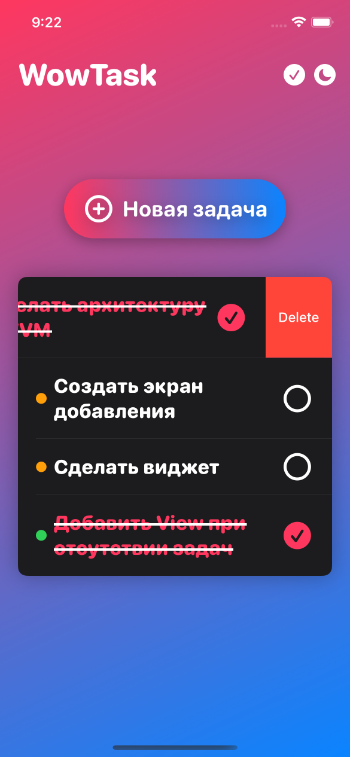 9:22
WowTask
Новая задача
елать архитектуру
VM
Delete
Создать экран
добавления
Сделать виджет
Добавить View при
отсутствии задач